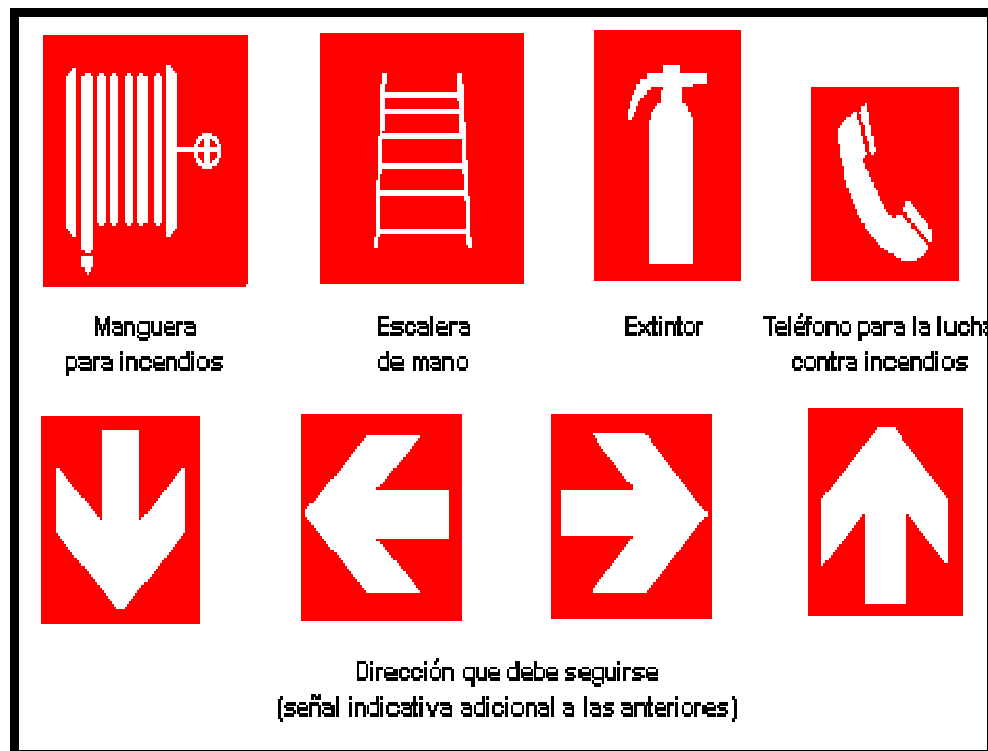 Manguera
para incendios
Escalera
de mano
Extintor
Teléfono para la lucha
contra incendios
Dirección que debe seguirse
(señal indicativa adicional a las anteriores)